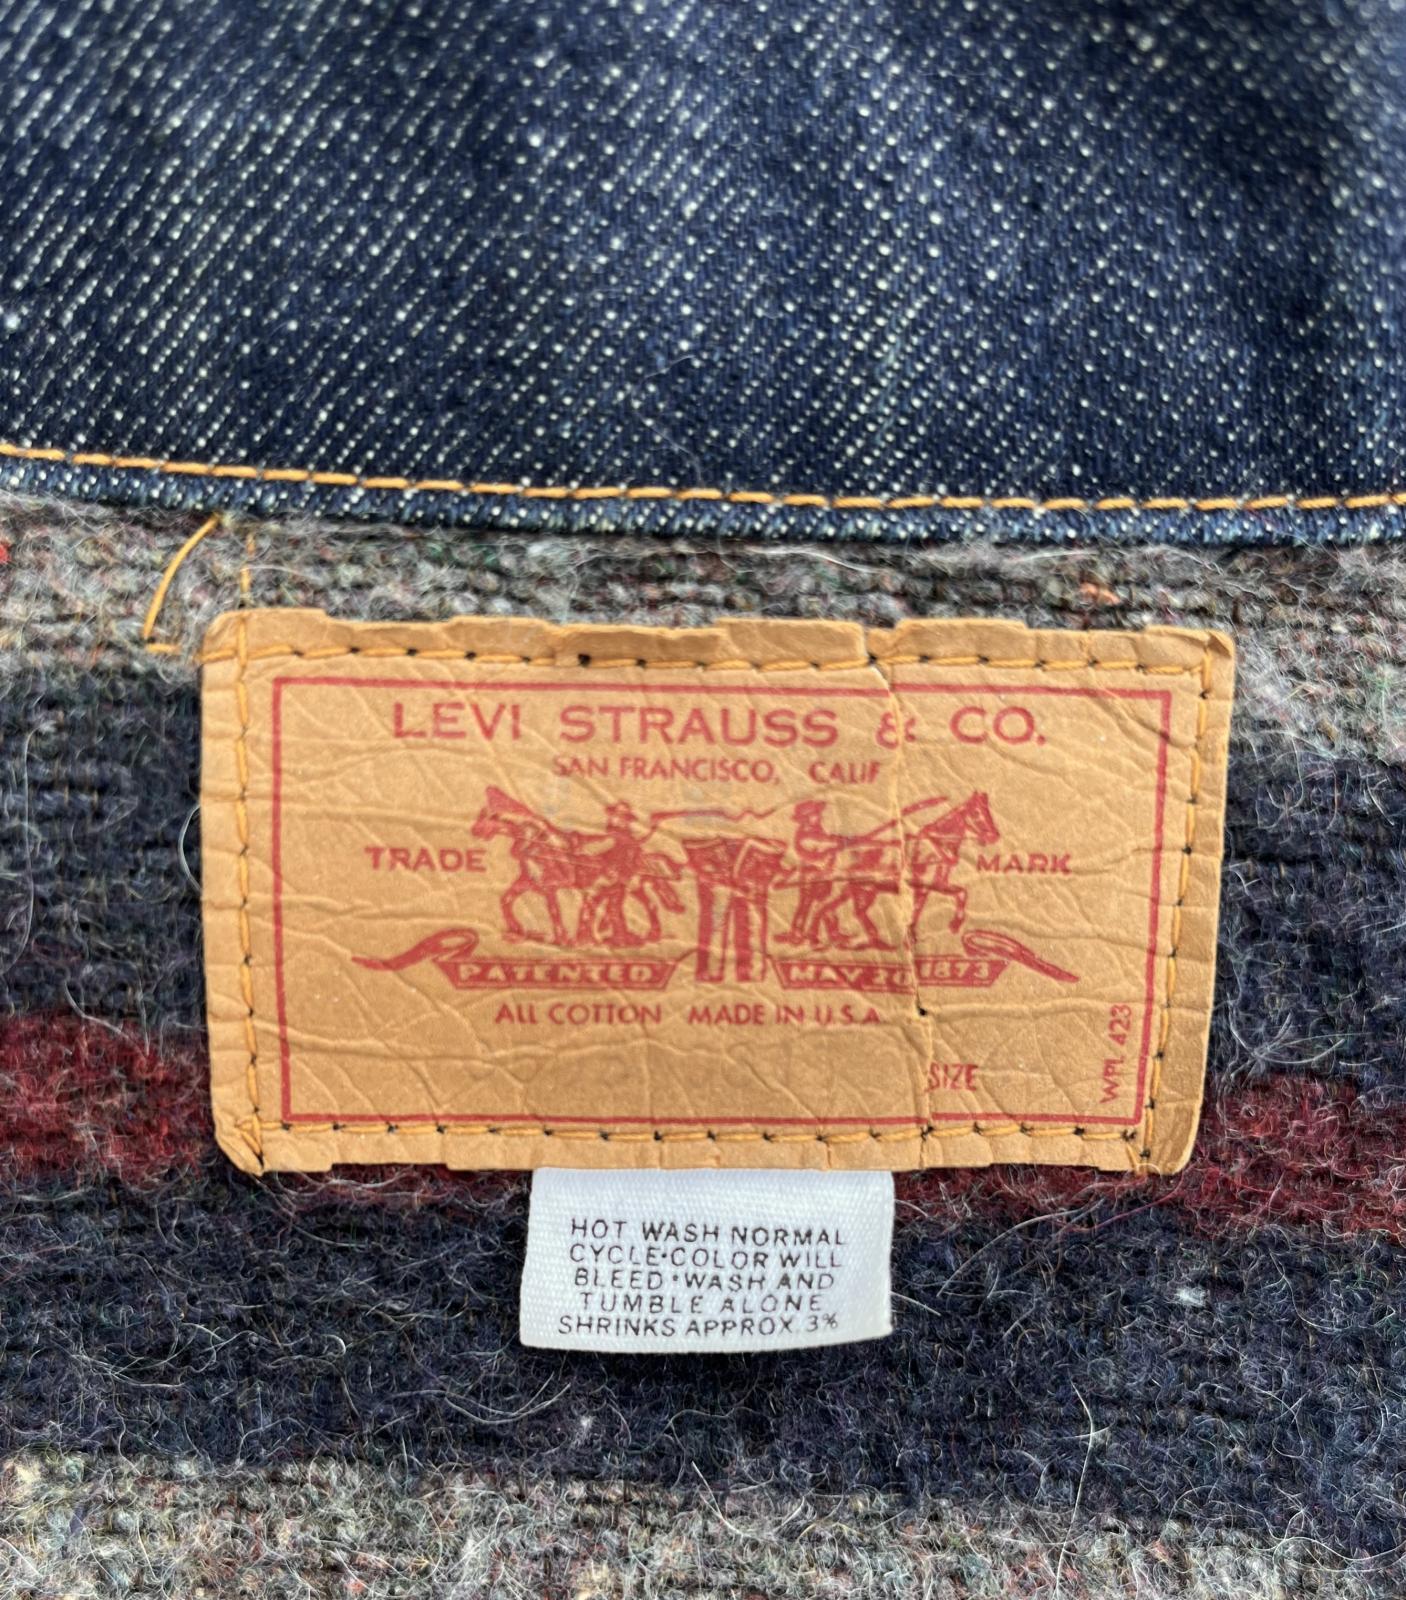 LEVI STRAUSS & CO.
SAN FRANCISCO, CALIF
TRADE MARK
PATENTED MAY 20 1873
ALL COTTON MADE IN U.S.A.
SIZE
WPL 423
HOT WASH NORMAL
CYCLE•COLOR WILL
BLEED•WASH AND
TUMBLE ALONE
SHRINKS APPROX. 3%